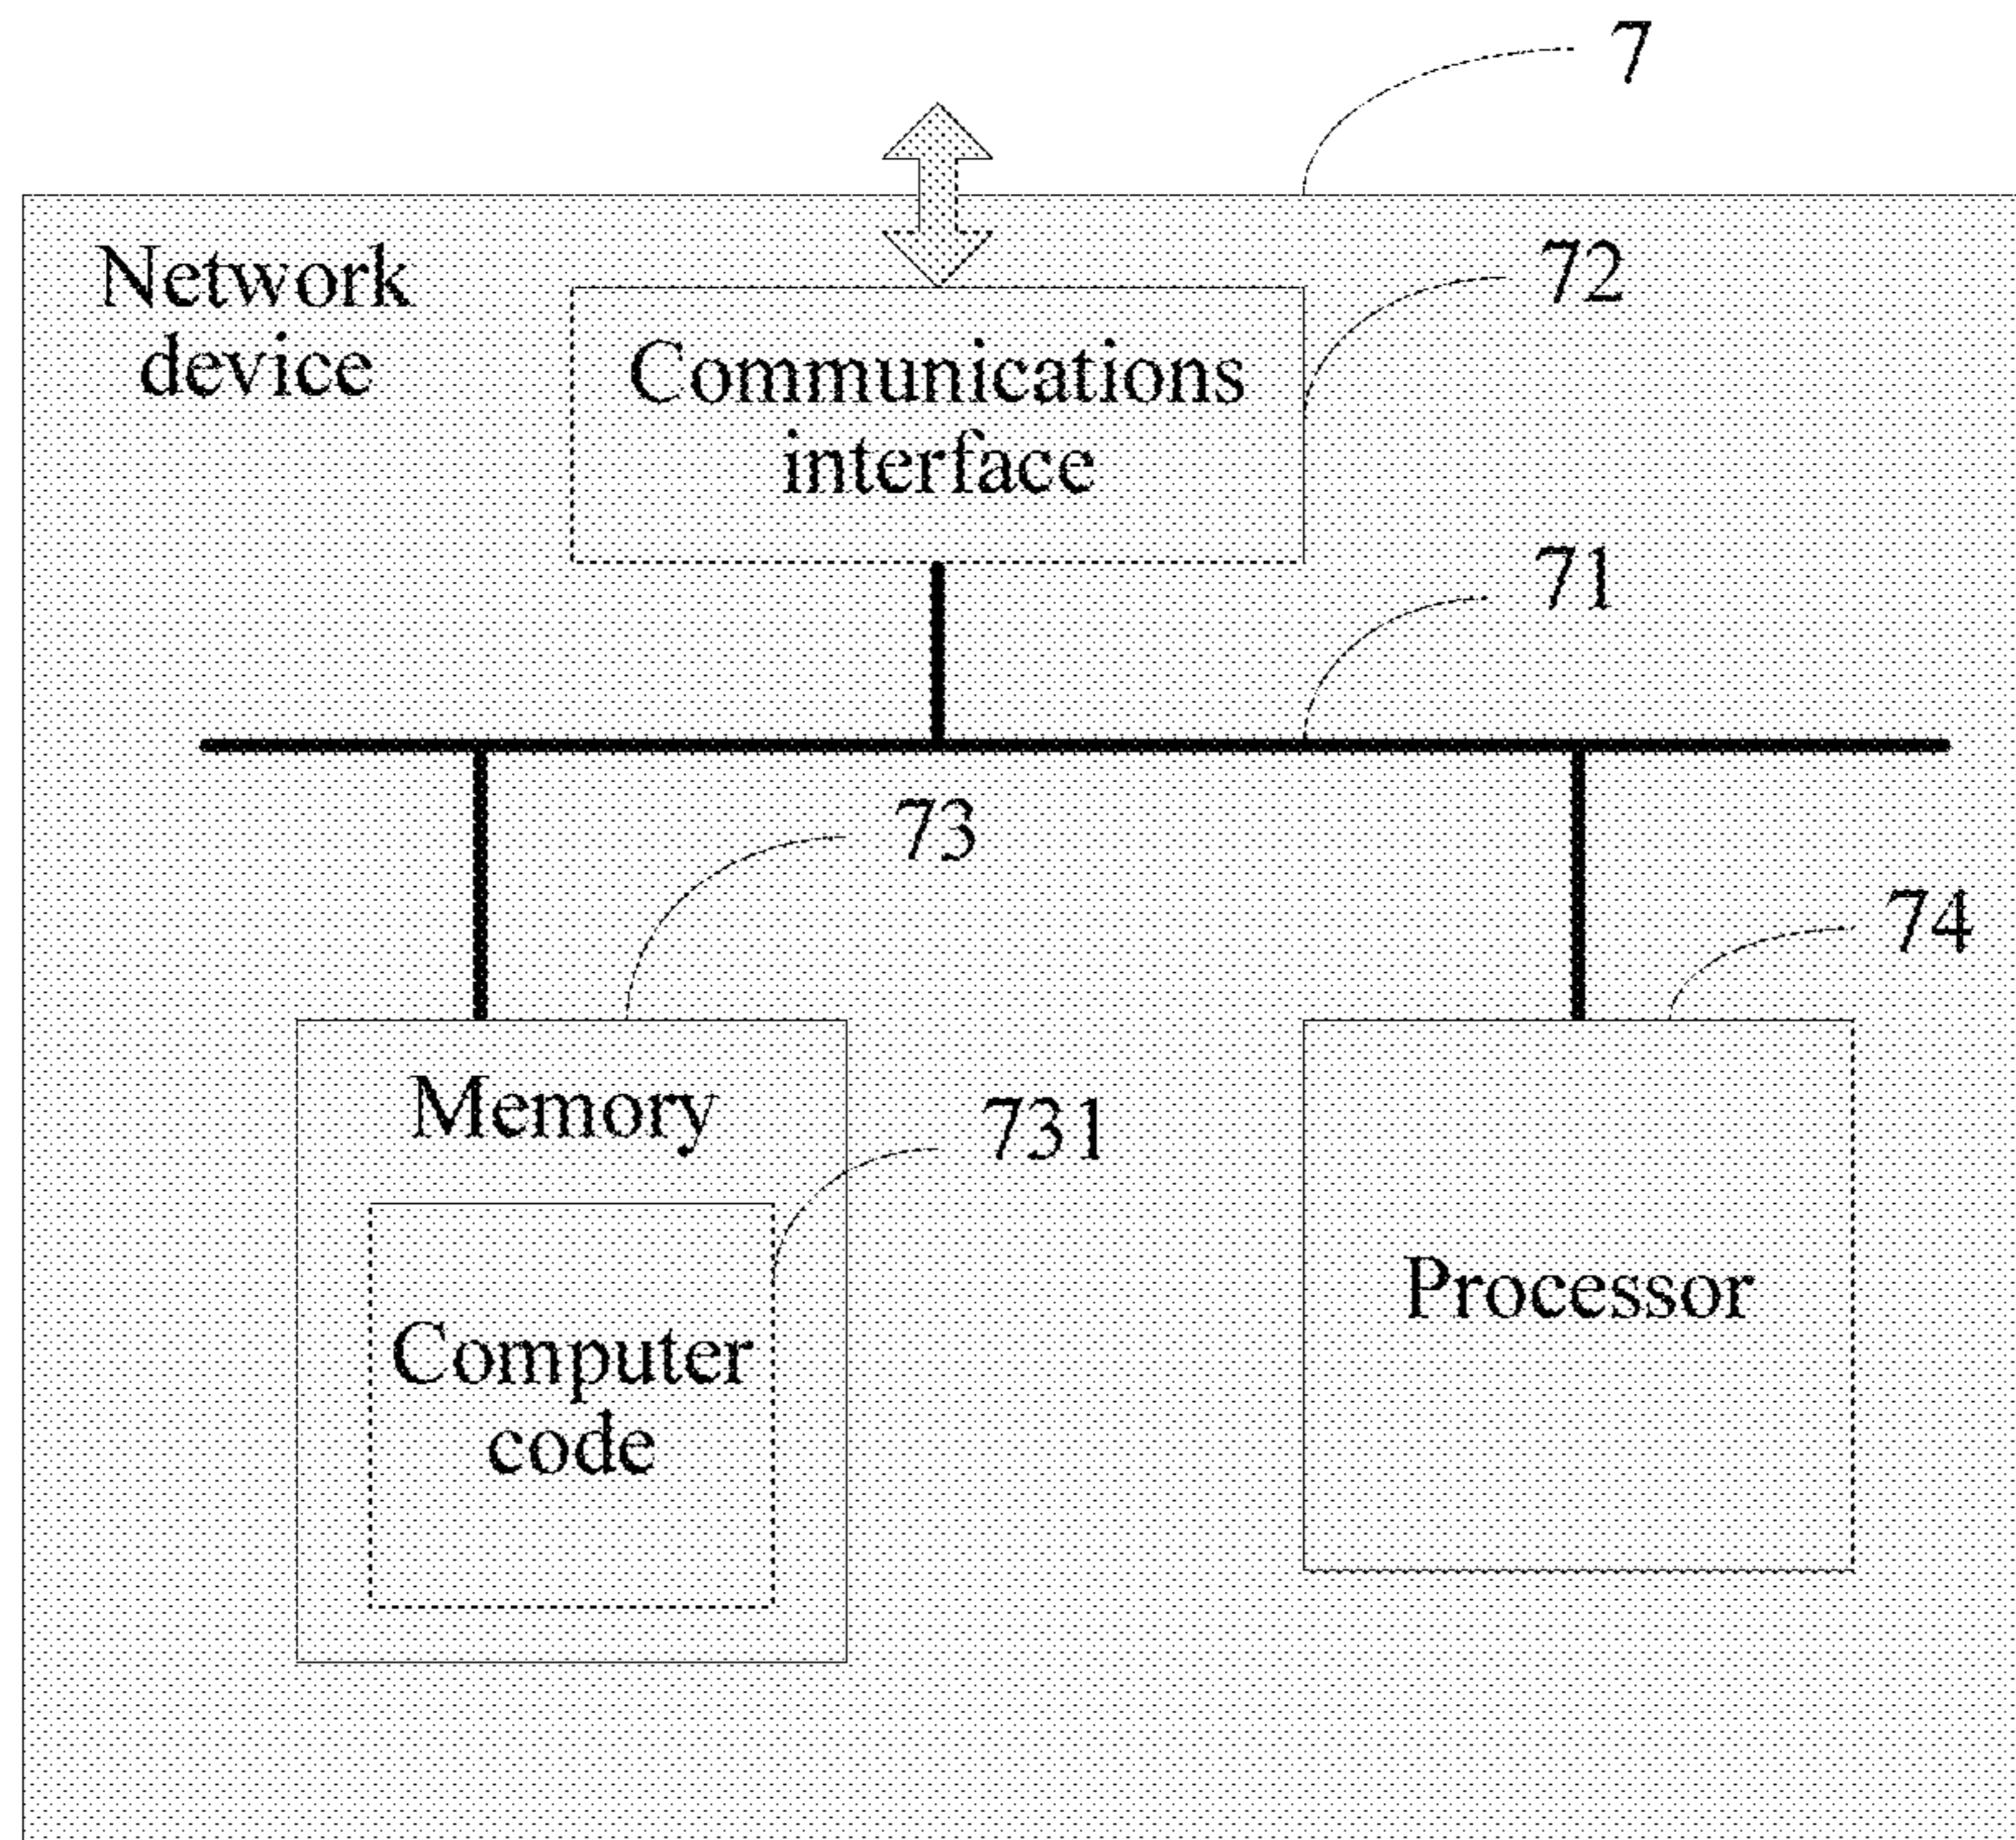 7
Network
device
72
Communications
interface
71
73
74
Memory
731
Processor
Computer
code